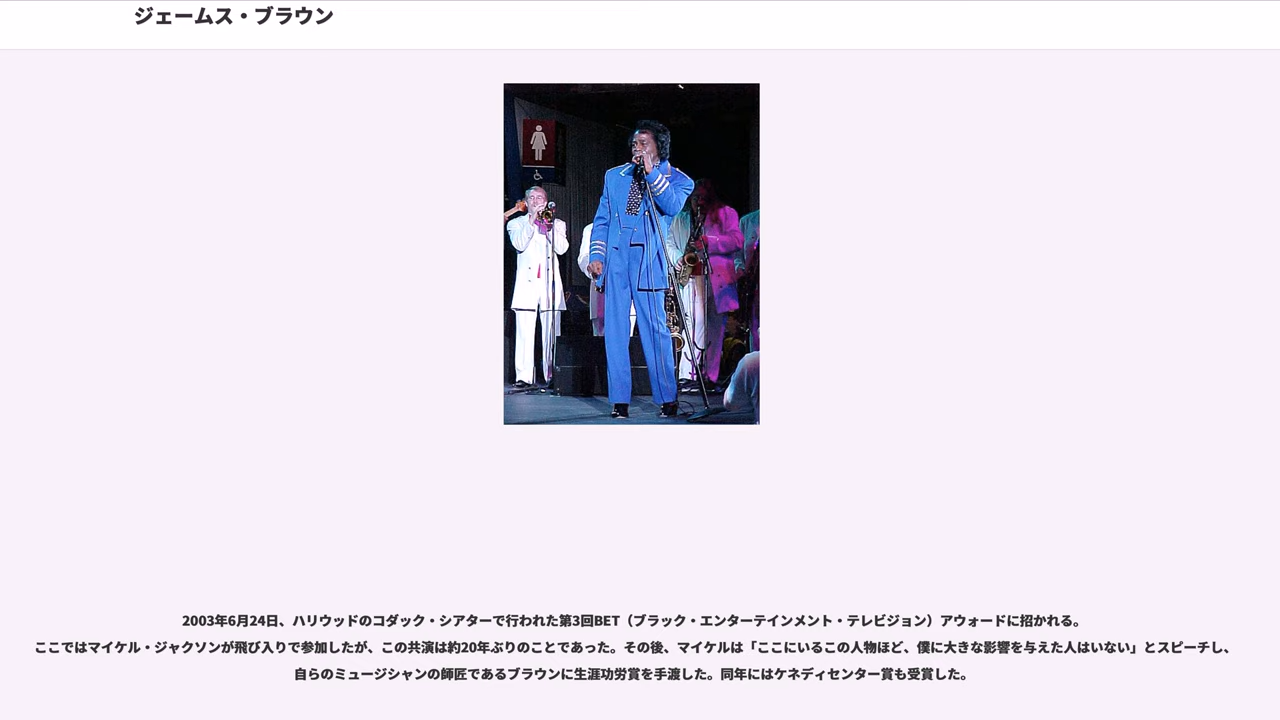 ジェームス・ブラウン
2003年6月24日、ハリウッドのコダック・シアターで行われた第3回BET（ブラック・エンターテインメント・テレビジョン）アウォードに招かれる。
ここではマイケル・ジャクソンが飛び入りで参加したが、この共演は約20年ぶりのことであった。その後、マイケルは「ここにいるこの人物ほど、僕に大きな影響を与えた人はいない」とスピーチし、
自らのミュージシャンの師匠であるブラウンに生涯功労賞を手渡した。同年にはケネディセンター賞も受賞した。